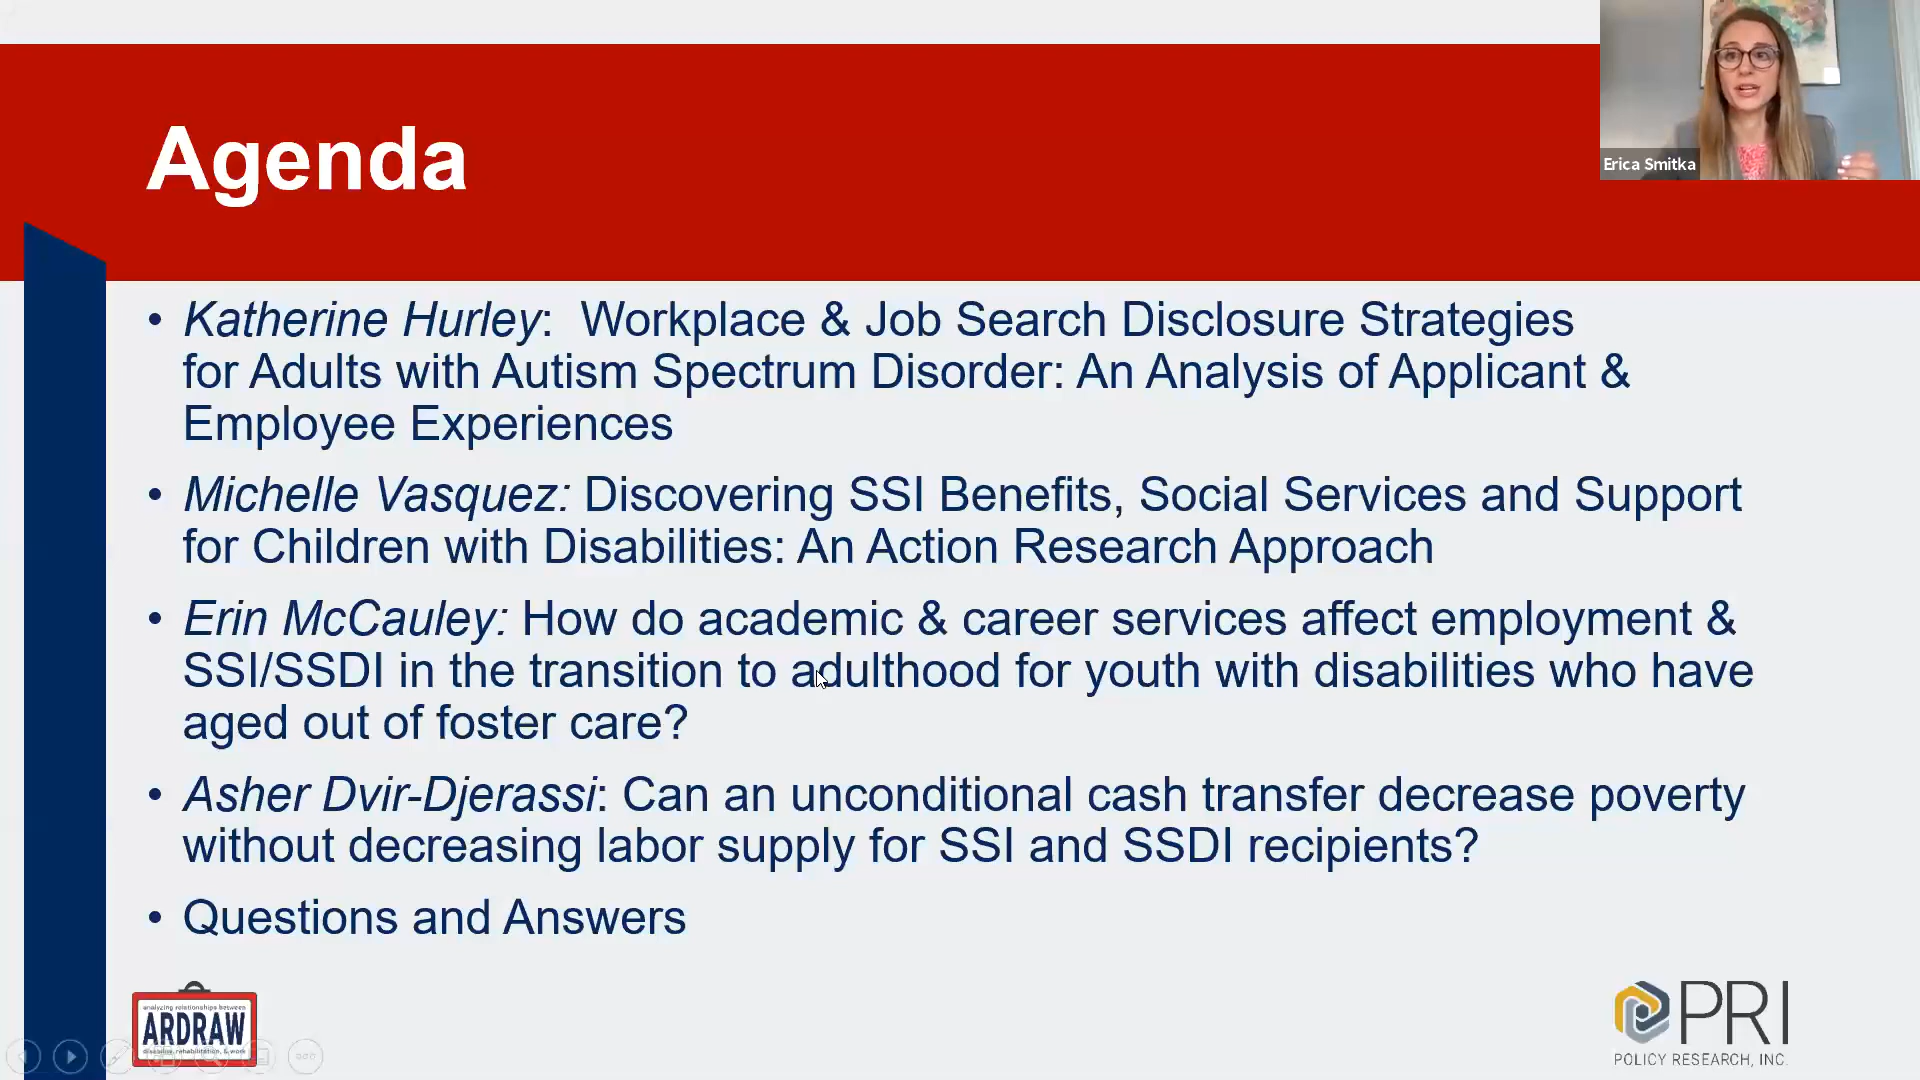 Agenda
Erica Smitka
• Katherine Hurley:  Workplace & Job Search Disclosure Strategies
for Adults with Autism Spectrum Disorder: An Analysis of Applicant &
Employee Experiences
• Michelle Vasquez: Discovering SSI Benefits, Social Services and Support
for Children with Disabilities: An Action Research Approach
• Erin McCauley: How do academic & career services affect employment &
SSI/SSDI in the transition to adulthood for youth with disabilities who have
aged out of foster care?
• Asher Dvir-Djerassi: Can an unconditional cash transfer decrease poverty
without decreasing labor supply for SSI and SSDI recipients?
• Questions and Answers
analyzing relationships between
ARDRAW
disability, rehabilitation, & work
PRI
POLICY RESEARCH, INC.